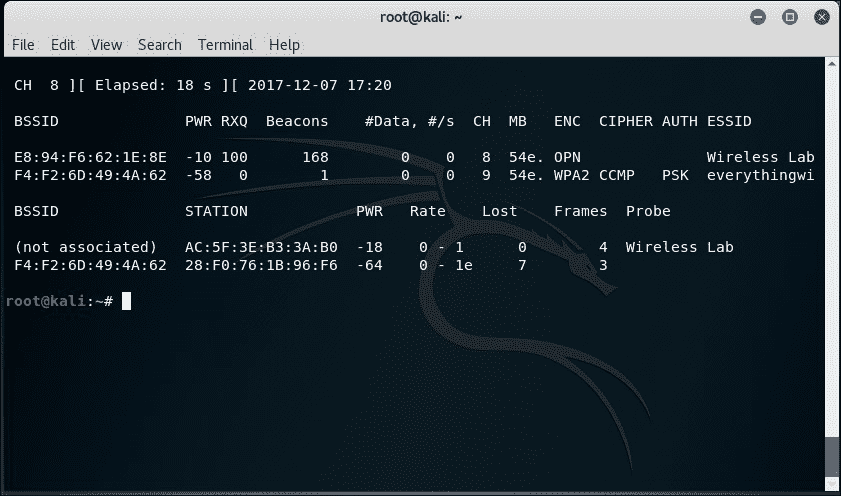 root@kali: ~
File Edit View Search Terminal Help
CH  8 ][ Elapsed: 18 s ][ 2017-12-07 17:20
BSSID              PWR RXQ  Beacons    #Data, #/s  CH  MB   ENC  CIPHER AUTH ESSID
E8:94:F6:62:1E:8E  -10 100      168        0    0   8  54e. OPN              Wireless Lab
F4:F2:6D:49:4A:62  -58   0        1        0    0   9  54e. WPA2 CCMP   PSK  everythingwi
BSSID              STATION            PWR   Rate    Lost    Frames  Probe
(not associated)   AC:5F:3E:B3:3A:B0  -18    0 - 1      0        4  Wireless Lab
F4:F2:6D:49:4A:62  28:F0:76:1B:96:F6  -64    0 - 1e     7        3
root@kali:~#